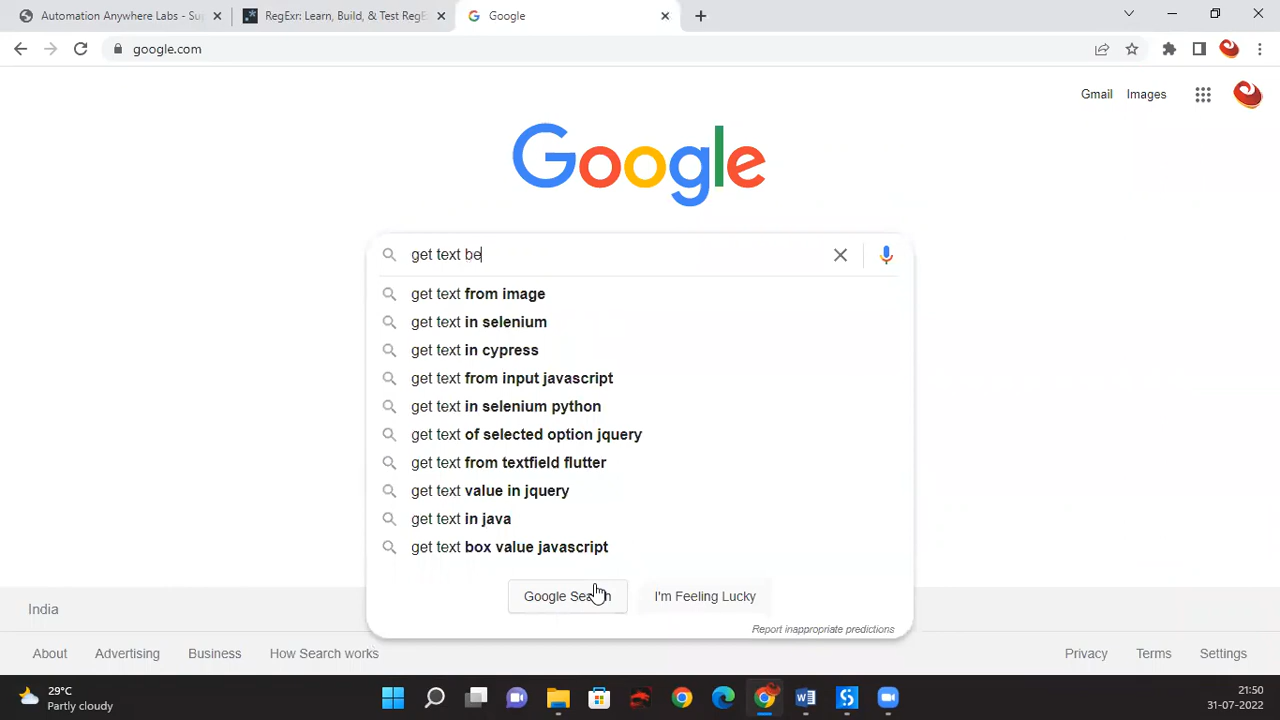 Automation Anywhere Labs - Su
RegExr: Learn, Build, & Test RegE
Google
google.com
Gmail
Images
Google
get text be
get text from image
get text in selenium
get text in cypress
get text from input javascript
get text in selenium python
get text of selected option jquery
get text from textfield flutter
get text value in jquery
get text in java
get text box value javascript
Google Search
I'm Feeling Lucky
Report inappropriate predictions
India
About
Advertising
Business
How Search works
Privacy
Terms
Settings
29°C
Partly cloudy
21:50
31-07-2022